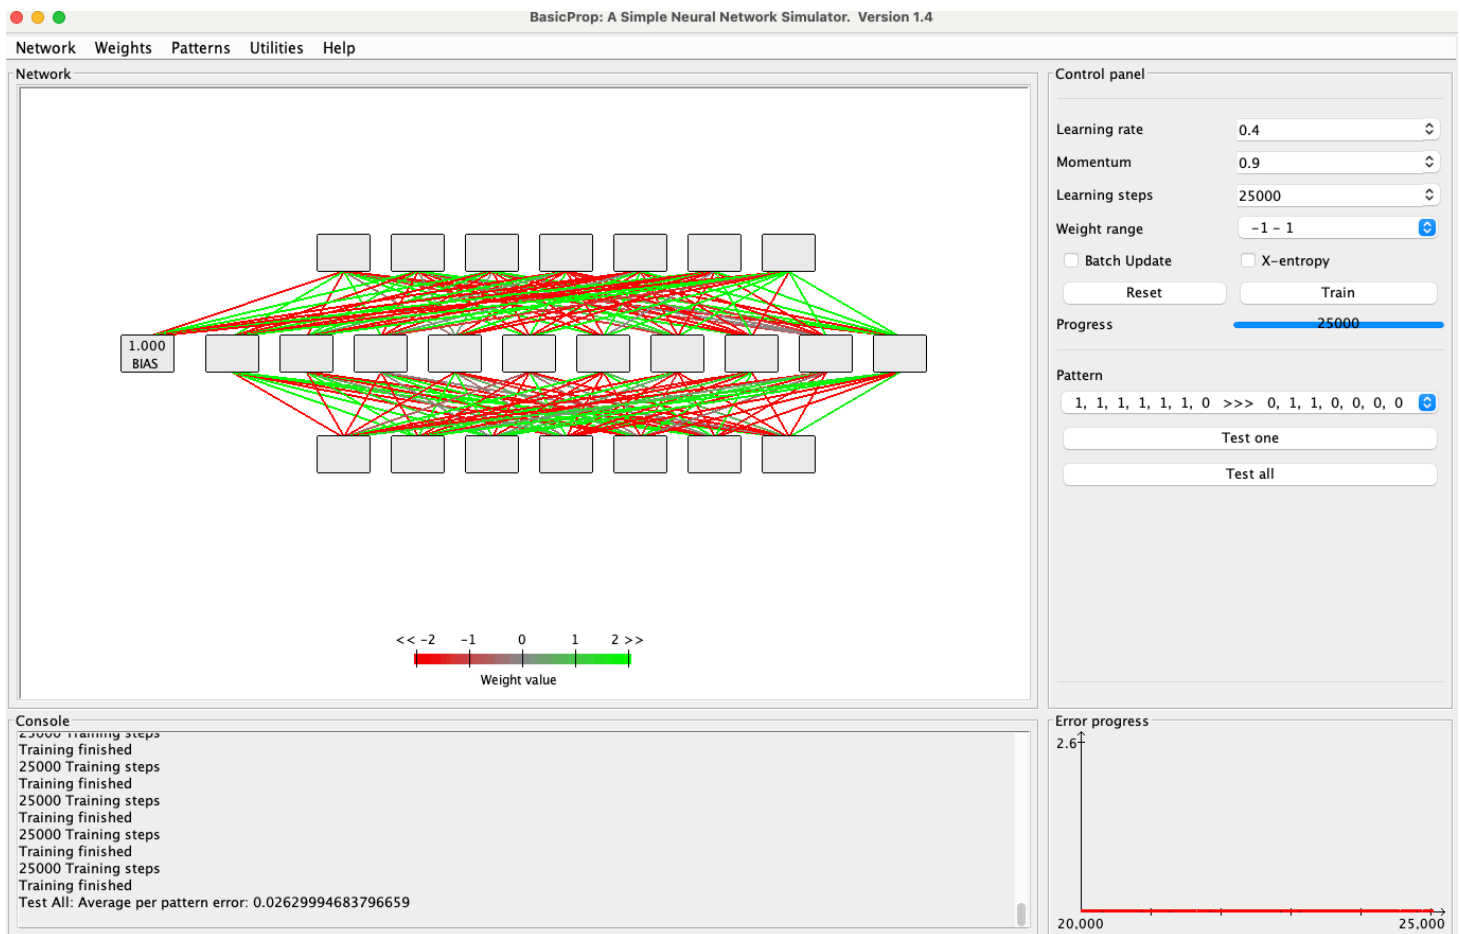 BasicProp: A Simple Neural Network Simulator. Version 1.4
Network Weights Patterns Utilities Help
Network
1.000
BIAS
<< -2 -1 0 1 2 >>
Weight value
Control panel
Learning rate 0.4
Momentum 0.9
Learning steps 25000
Weight range -1 - 1
Batch Update X-entropy
Reset Train
Progress 25000
Pattern
1, 1, 1, 1, 1, 1, 0 >>> 0, 1, 1, 0, 0, 0, 0
Test one
Test all
Console
25000 Training steps
Training finished
25000 Training steps
Training finished
25000 Training steps
Training finished
25000 Training steps
Training finished
25000 Training steps
Training finished
Test All: Average per pattern error: 0.02629994683796659
Error progress
2.6
20,000 25,000